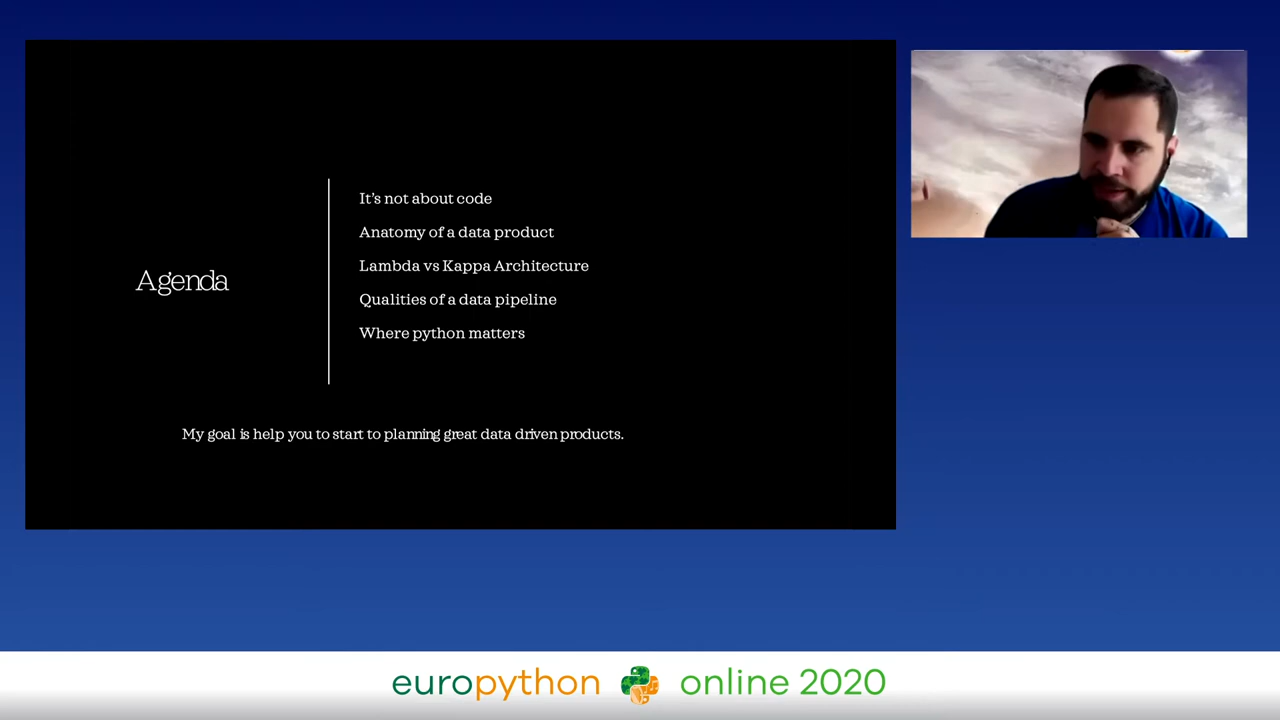 Agenda
It's not about code
Anatomy of a data product
Lambda vs Kappa Architecture
Qualities of a data pipeline
Where python matters
My goal is help you to start to planning great data driven products.
europython online 2020